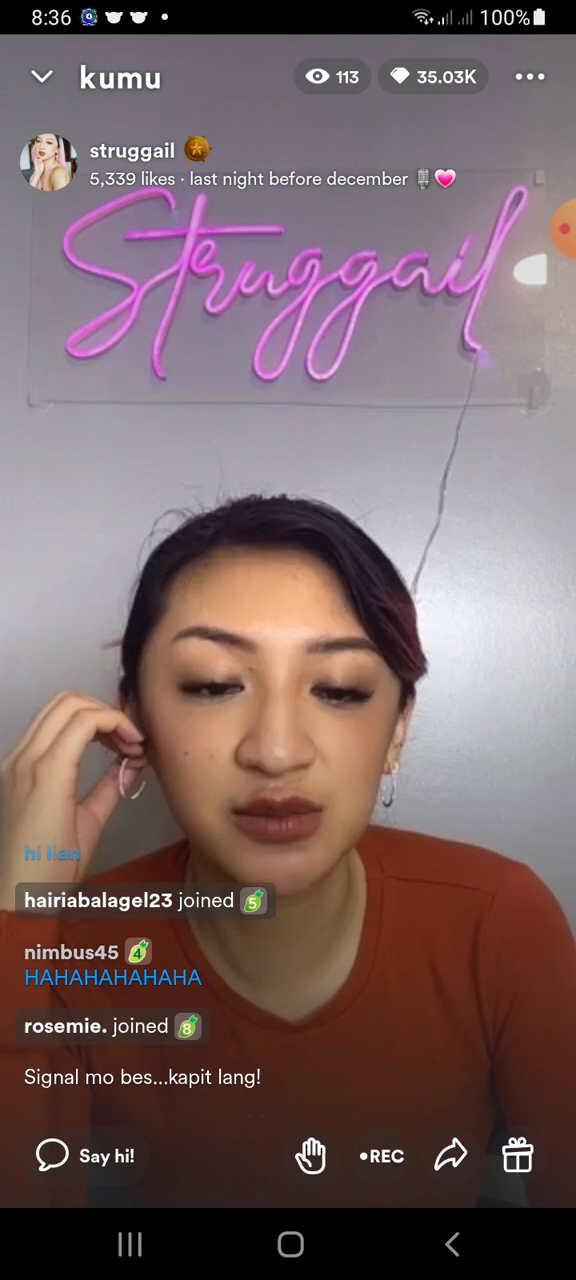 8:36
100%
kumu
113
35.03K
struggail
5,339 likes · last night before december
Struggail
hi lian
hairiabalagel23 joined 5
nimbus45 4
HAHAHAHAHAHA
rosemie. joined 8
Signal mo bes...kapit lang!
Say hi!
•REC